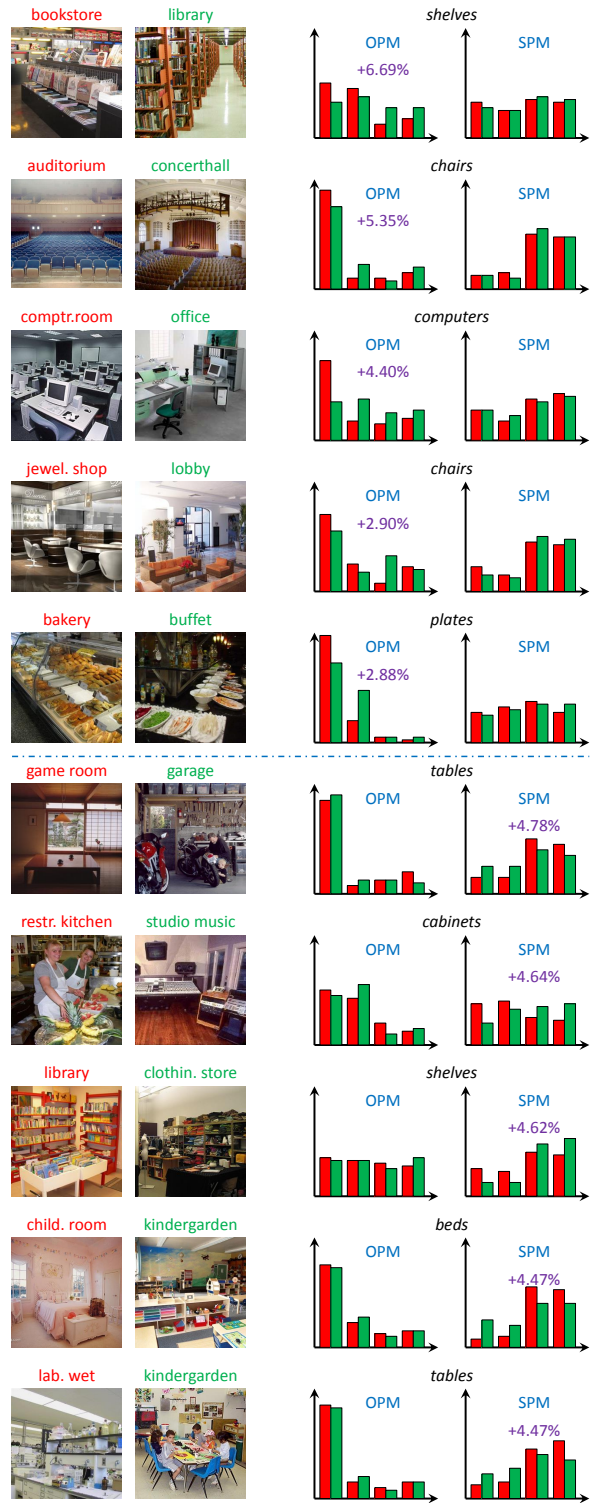 bookstore library shelves
OPM SPM
+6.69%
auditorium concerthall chairs
OPM SPM
+5.35%
comptr.room office computers
OPM SPM
+4.40%
jewel. shop lobby chairs
OPM SPM
+2.90%
bakery buffet plates
OPM SPM
+2.88%
game room garage tables
OPM SPM
+4.78%
restr. kitchen studio music cabinets
OPM SPM
+4.64%
library clothin. store shelves
OPM SPM
+4.62%
child. room kindergarden beds
OPM SPM
+4.47%
lab. wet kindergarden tables
OPM SPM
+4.47%